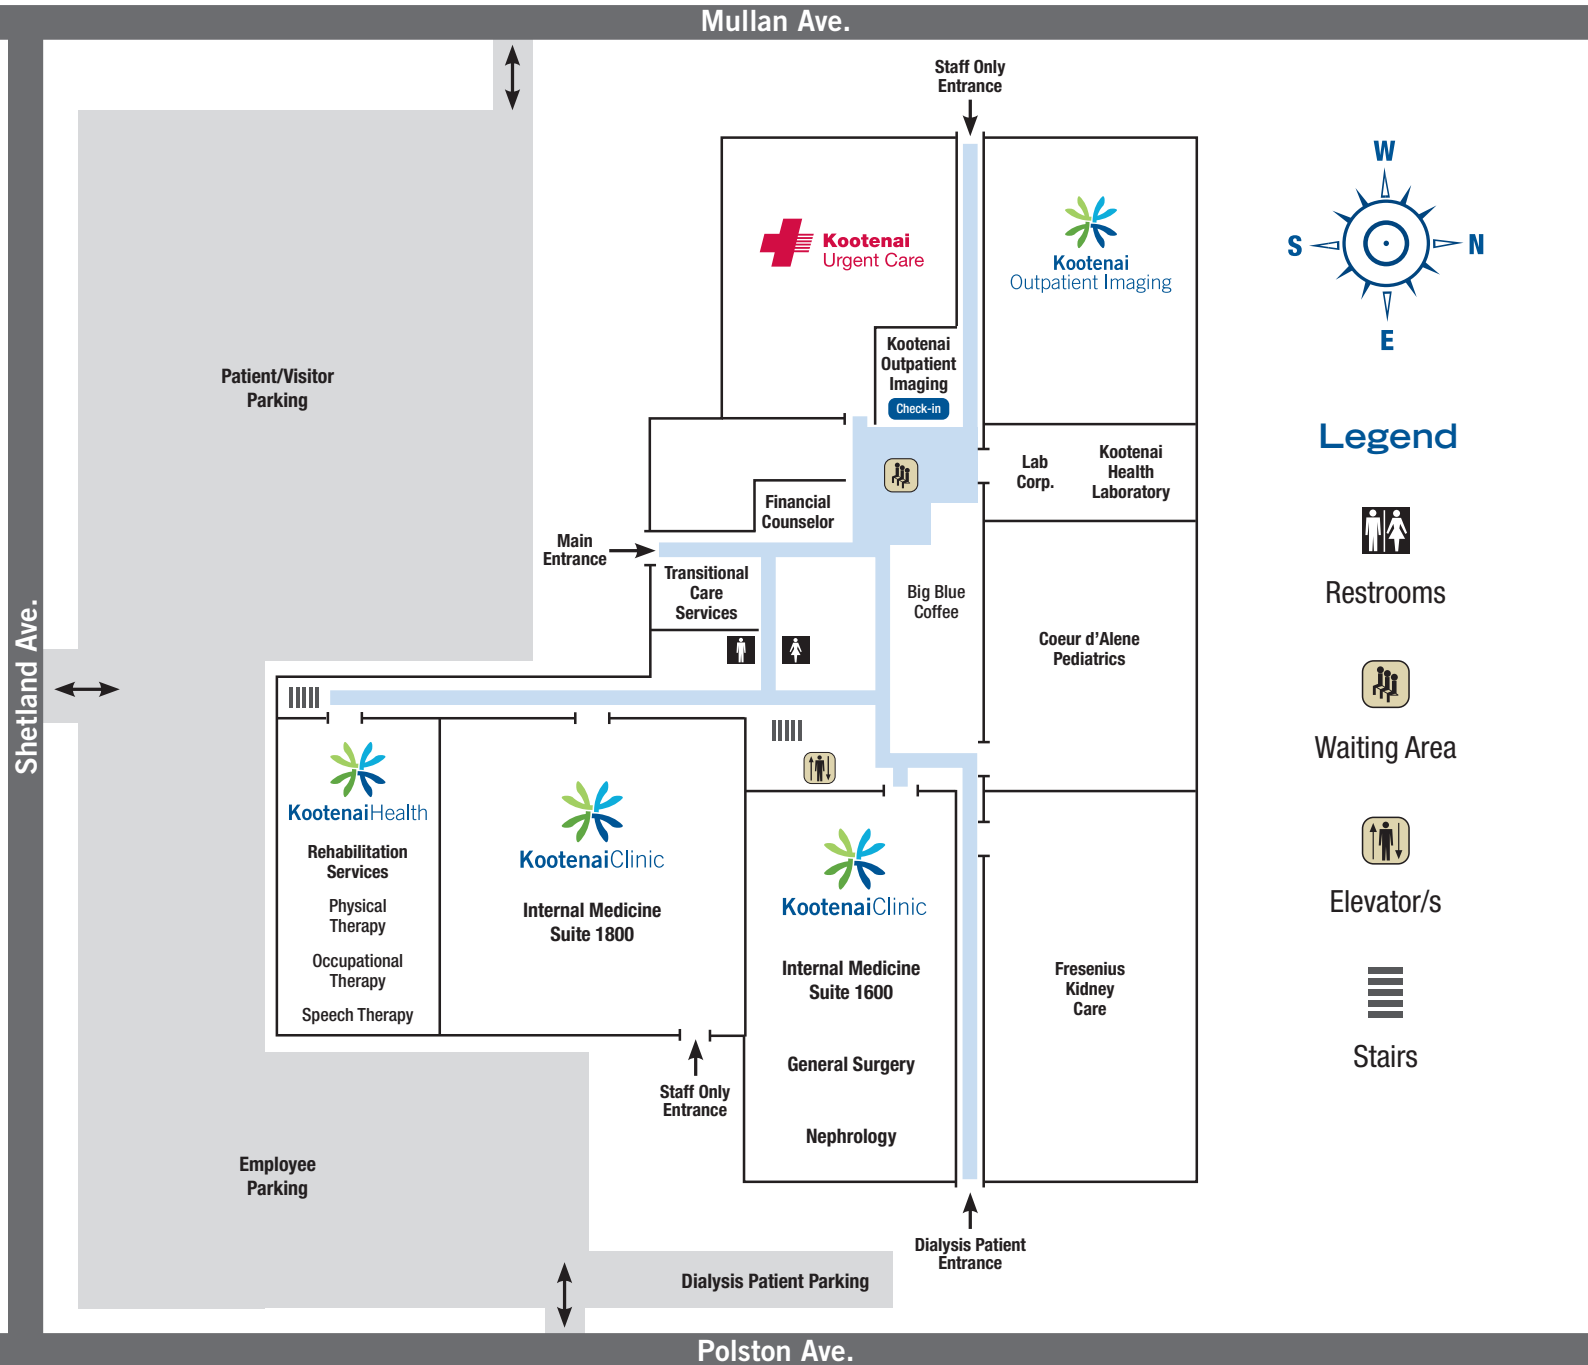 Mullan Ave.
Staff Only
Entrance
Kootenai
Urgent Care
Kootenai
Outpatient Imaging
W
S
N
E
Kootenai
Outpatient
Imaging
Check-in
Patient/Visitor
Parking
Legend
Lab
Corp.
Kootenai
Health
Laboratory
Financial
Counselor
Main
Entrance
Transitional
Care
Services
Big Blue
Coffee
Restrooms
Coeur d'Alene
Pediatrics
Shetland Ave.
Waiting Area
KootenaiHealth
Rehabilitation
Services
Physical
Therapy
Occupational
Therapy
Speech Therapy
KootenaiClinic
Internal Medicine
Suite 1800
KootenaiClinic
Internal Medicine
Suite 1600
General Surgery
Nephrology
Elevator/s
Fresenius
Kidney
Care
Stairs
Staff Only
Entrance
Employee
Parking
Dialysis Patient
Entrance
Dialysis Patient Parking
Polston Ave.